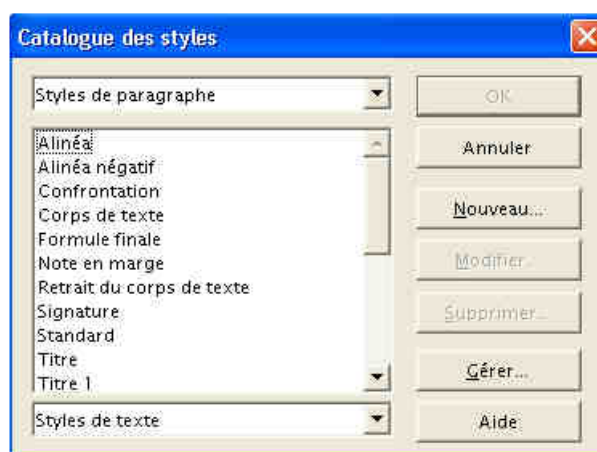 Catalogue des styles
Styles de paragraphe
OK
Alinéa
Annuler
Alinéa négatif
Confrontation
Corps de texte
Nouveau...
Formule finale
Note en marge
Modifier...
Retrait du corps de texte
Signature
Supprimer...
Standard
Titre
Gérer...
Titre 1
Styles de texte
Aide